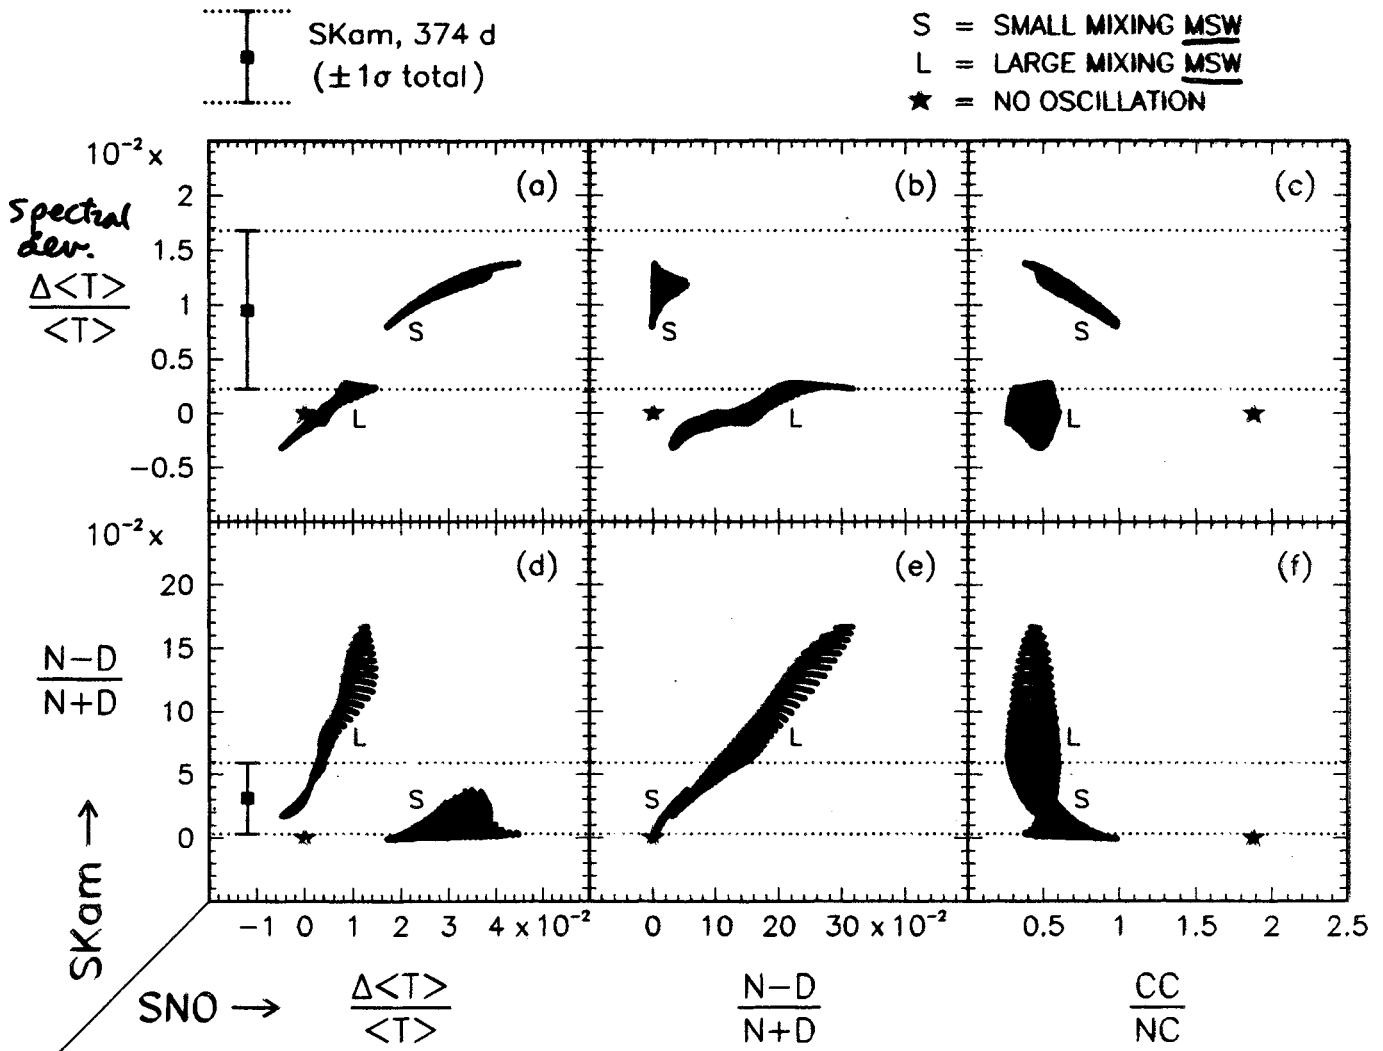 SKam, 374 d
(±1σ total)
S = SMALL MIXING MSW
L = LARGE MIXING MSW
★ = NO OSCILLATION
10⁻² x
Spectral
dev.
Δ<T>
<T>
2
1.5
1
0.5
0
−0.5
(a)
S
L
(b)
S
L
(c)
S
L
10⁻² x
N−D
N+D
20
15
10
5
0
(d)
L
S
(e)
L
S
(f)
L
S
−1 0 1 2 3 4 x10⁻²
0 10 20 30 x10⁻²
0.5 1 1.5 2 2.5
SKam →
SNO →
Δ<T>
<T>
N−D
N+D
CC
NC